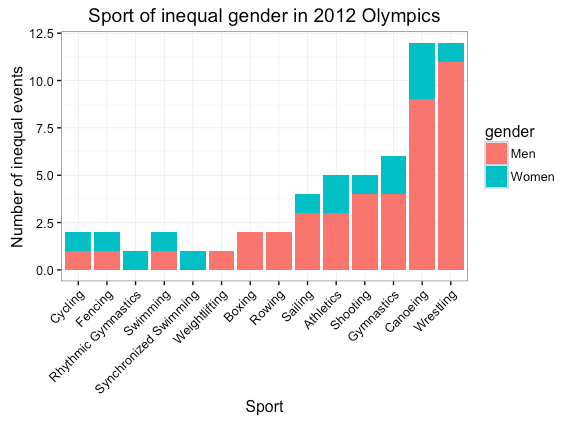 Sport of inequal gender in 2012 Olympics
Number of inequal events
12.5
10.0
7.5
5.0
2.5
0.0
gender
Men
Women
Cycling
Fencing
Rhythmic Gymnastics
Swimming
Synchronized Swimming
Weightlifting
Boxing
Rowing
Sailing
Athletics
Shooting
Gymnastics
Canoeing
Wrestling
Sport